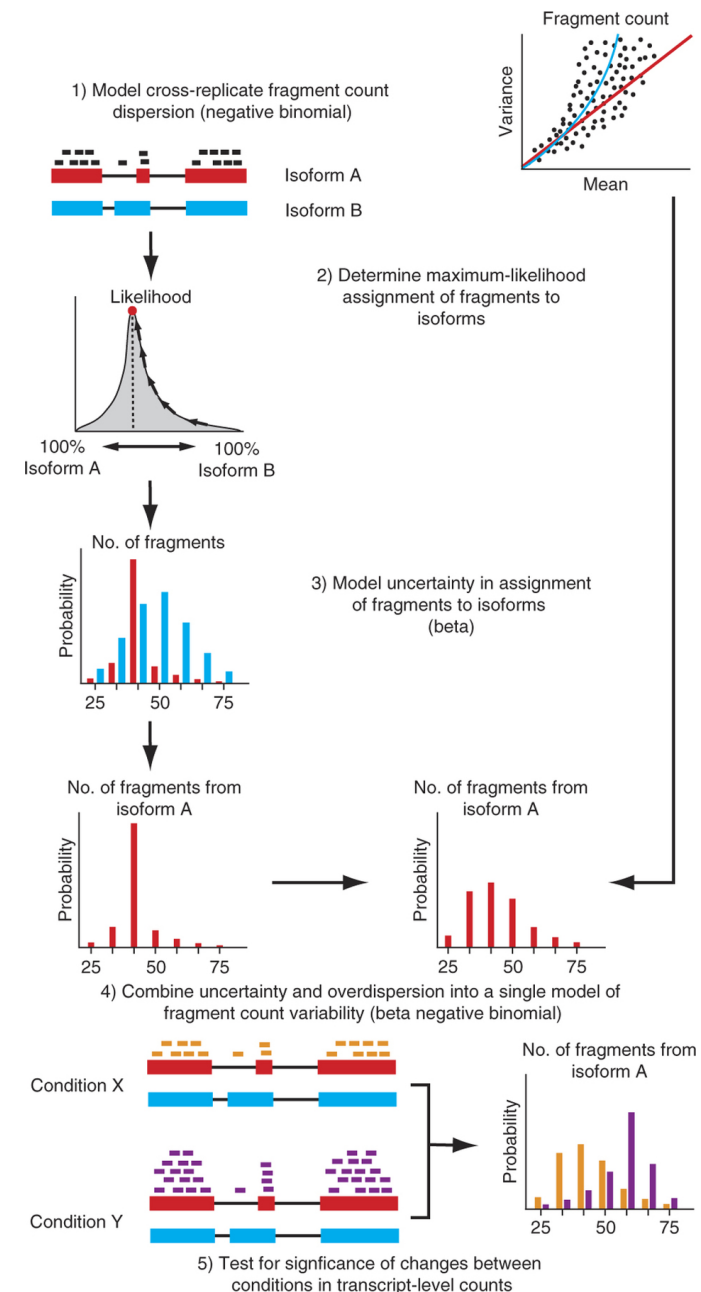 Fragment count
Variance
Mean
1) Model cross-replicate fragment count
dispersion (negative binomial)
Isoform A
Isoform B
2) Determine maximum-likelihood
assignment of fragments to
isoforms
Likelihood
100%
Isoform A
100%
Isoform B
No. of fragments
Probability
25 50 75
3) Model uncertainty in assignment
of fragments to isoforms
(beta)
No. of fragments from
isoform A
Probability
25 50 75
No. of fragments from
isoform A
Probability
25 50 75
4) Combine uncertainty and overdispersion into a single model of
fragment count variability (beta negative binomial)
Condition X
Condition Y
No. of fragments from
isoform A
Probability
25 50 75
5) Test for signficance of changes between
conditions in transcript-level counts